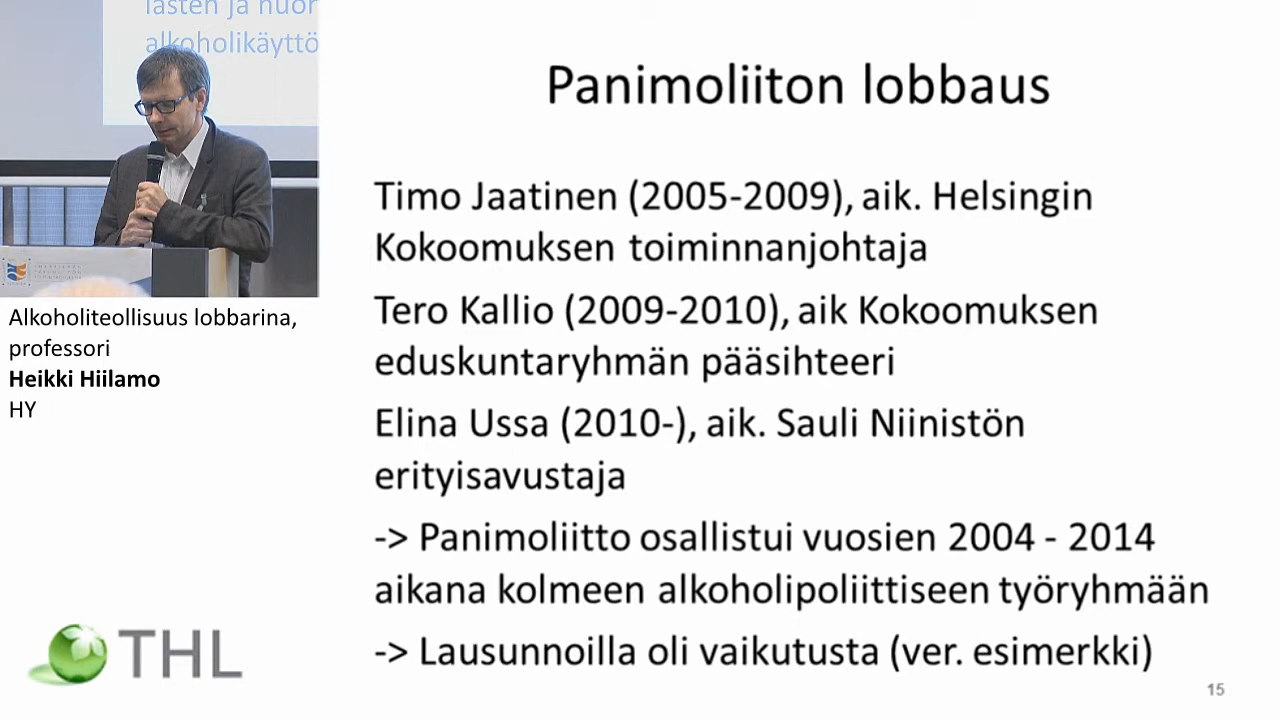 lasten ja nuor
alkoholikäyttö
Alkoholiteollisuus lobbarina,
professori
Heikki Hiilamo
HY
THL
Panimoliiton lobbaus
Timo Jaatinen (2005-2009), aik. Helsingin
Kokoomuksen toiminnanjohtaja
Tero Kallio (2009-2010), aik Kokoomuksen
eduskuntaryhmän pääsihteeri
Elina Ussa (2010-), aik. Sauli Niinistön
erityisavustaja
-> Panimoliitto osallistui vuosien 2004 - 2014
aikana kolmeen alkoholipoliittiseen työryhmään
-> Lausunnoilla oli vaikutusta (ver. esimerkki)
15